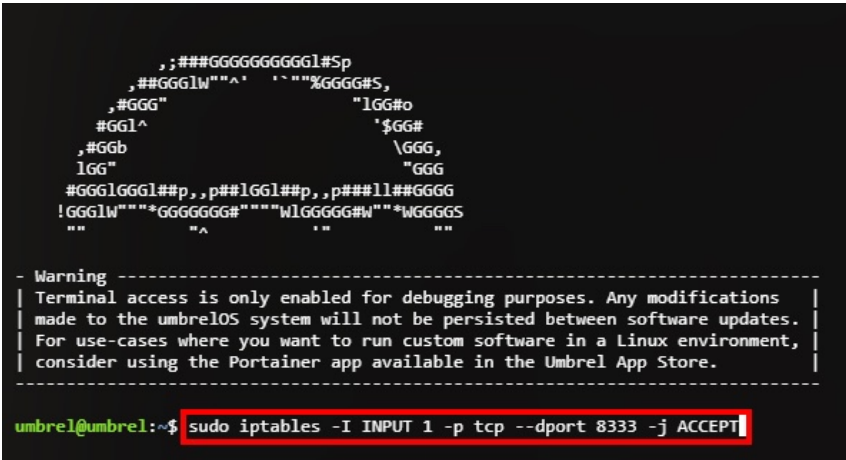 ,;###GGGGGGGGGGl#Sp
,##GGGlW""^'  '`""%GGGG#S,
,#GGG"                    "lGG#o
#GGl^                        '$GG#
,#GGb                            \GGG,
lGG"                              "GGG
#GGGlGGGl##p,,p##lGGl##p,,p###ll##GGGG
!GGGlW"""*GGGGGGG#""""WlGGGGG#W""*WGGGGS
""          "^            '"          ""
- Warning ----------------------------------------------------------------------
| Terminal access is only enabled for debugging purposes. Any modifications   |
| made to the umbrelOS system will not be persisted between software updates. |
| For use-cases where you want to run custom software in a Linux environment, |
| consider using the Portainer app available in the Umbrel App Store.         |
--------------------------------------------------------------------------------
umbrel@umbrel:~$ sudo iptables -I INPUT 1 -p tcp --dport 8333 -j ACCEPT